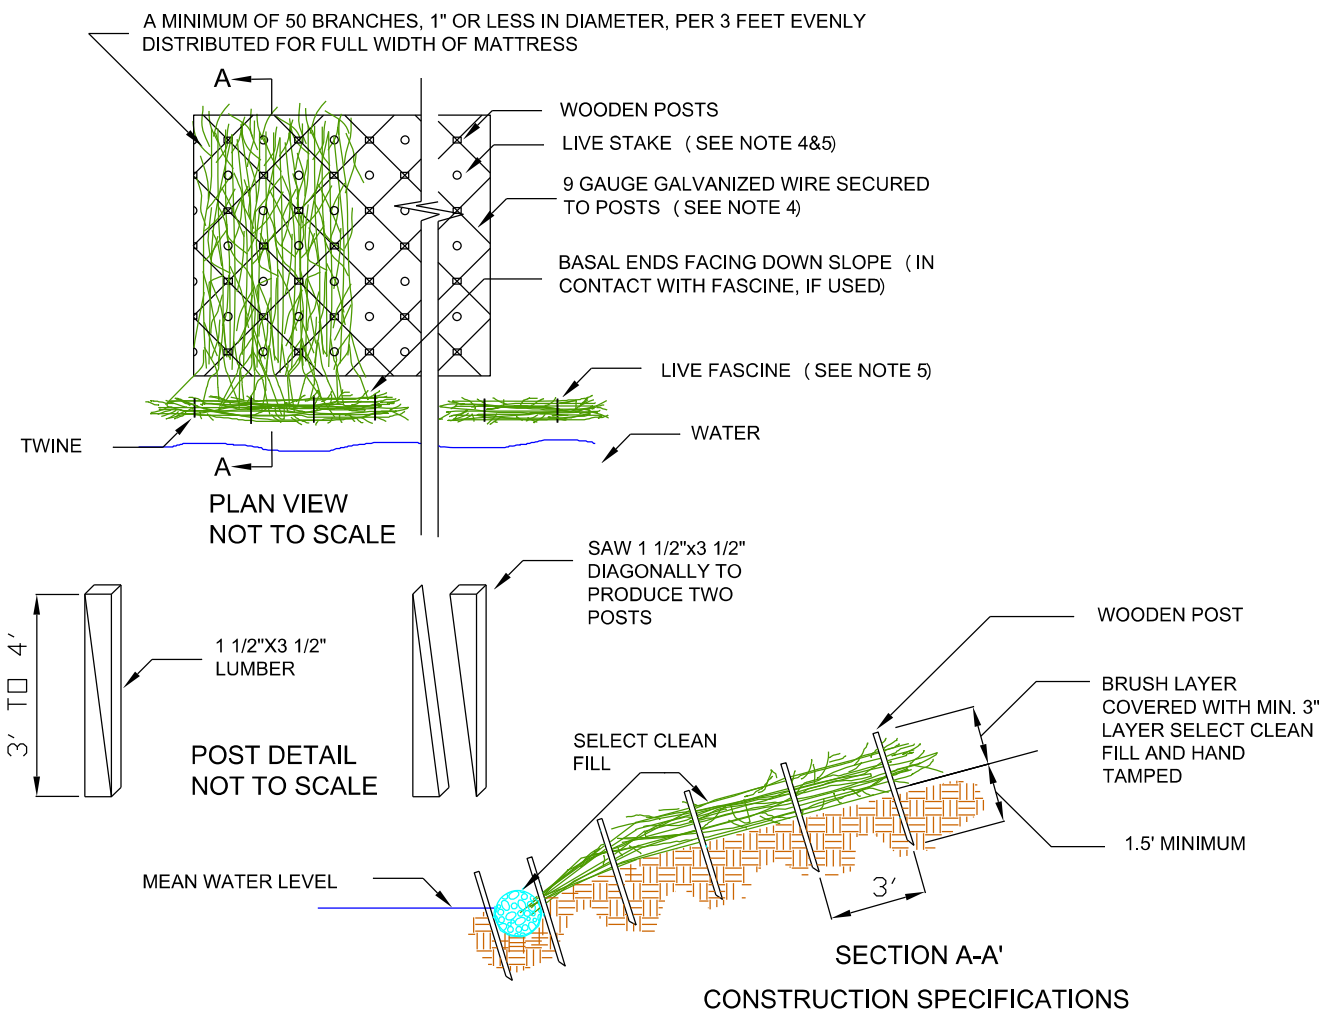 A MINIMUM OF 50 BRANCHES, 1" OR LESS IN DIAMETER, PER 3 FEET EVENLY
DISTRIBUTED FOR FULL WIDTH OF MATTRESS
A
WOODEN POSTS
LIVE STAKE (SEE NOTE 4&5)
9 GAUGE GALVANIZED WIRE SECURED
TO POSTS (SEE NOTE 4)
BASAL ENDS FACING DOWN SLOPE (IN
CONTACT WITH FASCINE, IF USED)
LIVE FASCINE (SEE NOTE 5)
TWINE
WATER
A
PLAN VIEW
NOT TO SCALE
SAW 1 1/2"x3 1/2"
DIAGONALLY TO
PRODUCE TWO
POSTS
3' TO 4'
1 1/2"X3 1/2"
LUMBER
POST DETAIL
NOT TO SCALE
WOODEN POST
BRUSH LAYER
COVERED WITH MIN. 3"
LAYER SELECT CLEAN
FILL AND HAND
TAMPED
SELECT CLEAN
FILL
1.5' MINIMUM
MEAN WATER LEVEL
3'
SECTION A-A'
CONSTRUCTION SPECIFICATIONS